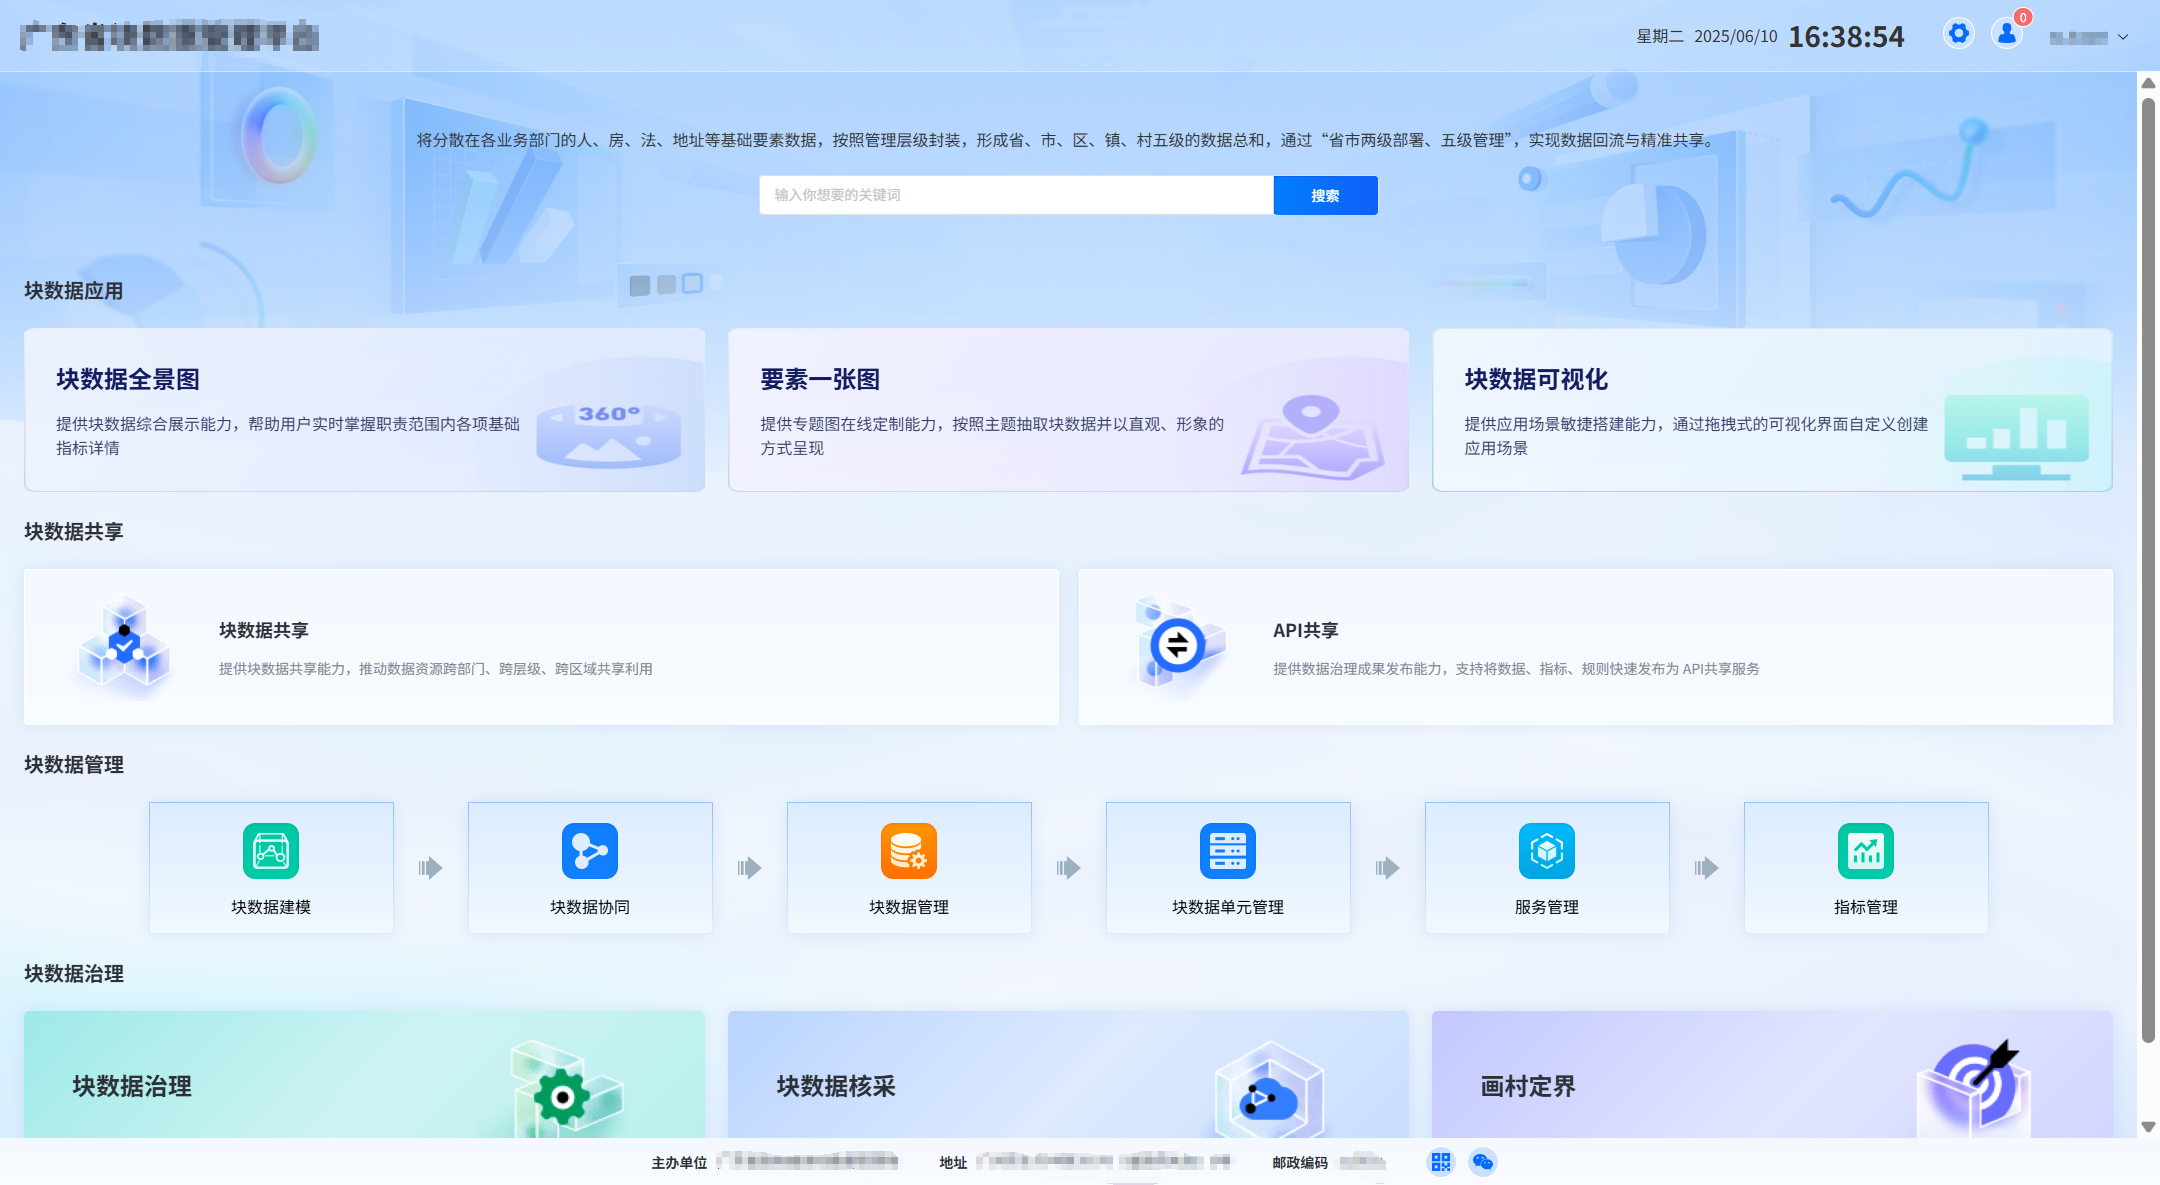 星期二 2025/06/10 16:38:54
0
将分散在各业务部门的人、房、法、地址等基础要素数据，按照管理层级封装，形成省、市、区、镇、村五级的数据总和，通过“省市两级部署、五级管理”，实现数据回流与精准共享。
输入你想要的关键词
搜索
块数据应用
块数据全景图
提供块数据综合展示能力，帮助用户实时掌握职责范围内各项基础
指标详情
360°
要素一张图
提供专题图在线定制能力，按照主题抽取块数据并以直观、形象的
方式呈现
块数据可视化
提供应用场景敏捷搭建能力，通过拖拽式的可视化界面自定义创建
应用场景
块数据共享
块数据共享
提供块数据共享能力，推动数据资源跨部门、跨层级、跨区域共享利用
API共享
提供数据治理成果发布能力，支持将数据、指标、规则快速发布为 API共享服务
块数据管理
块数据建模
块数据协同
块数据管理
块数据单元管理
服务管理
指标管理
块数据治理
块数据治理
块数据核采
画村定界
主办单位
地址
邮政编码